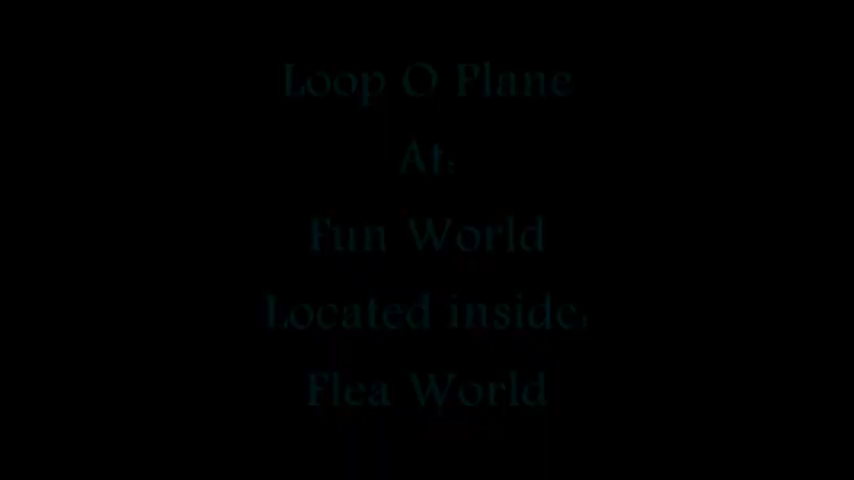 Loop O Plane
At:
Fun World
Located inside:
Flea World